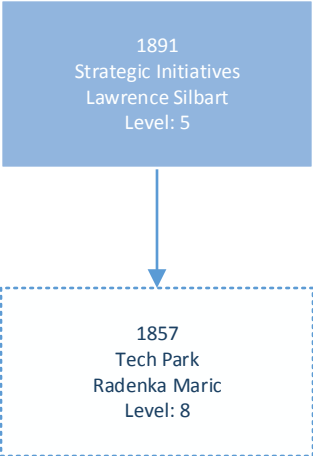 1891
Strategic Initiatives
Lawrence Silbart
Level: 5
1857
Tech Park
Radenka Maric
Level: 8